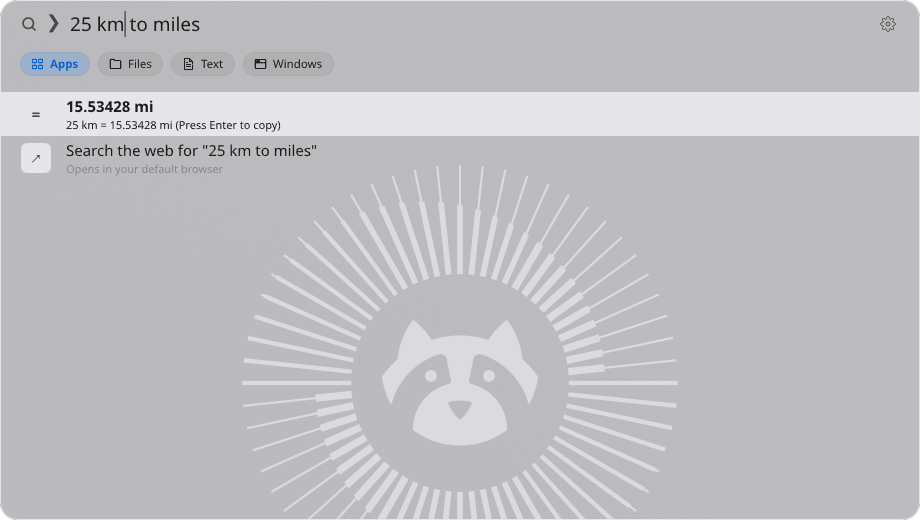 ❯ 25 km to miles
Apps Files Text Windows
= 15.53428 mi
25 km = 15.53428 mi (Press Enter to copy)
↗ Search the web for "25 km to miles"
Opens in your default browser